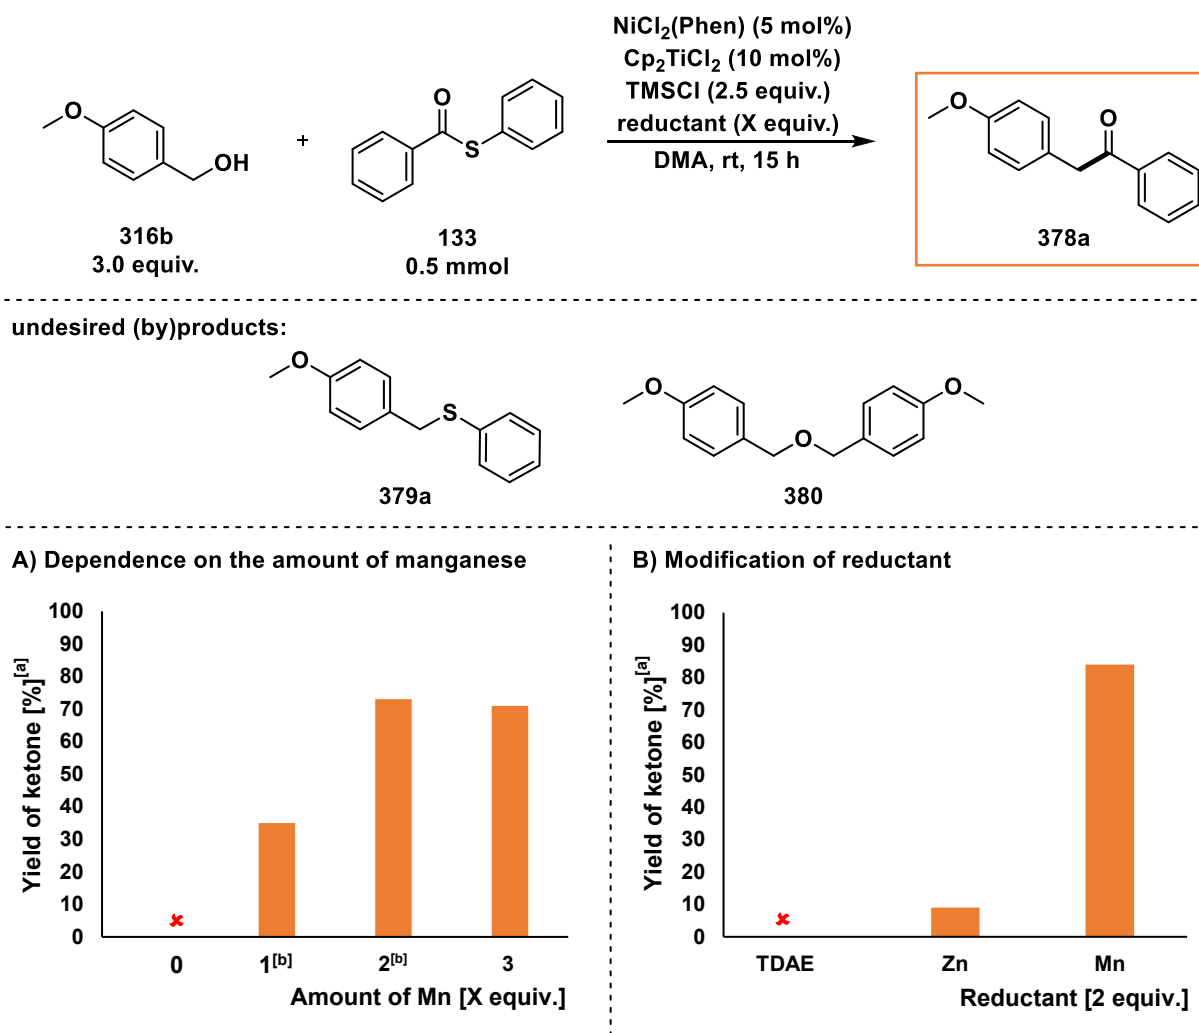 NiCl2(Phen) (5 mol%)
Cp2TiCl2 (10 mol%)
TMSCl (2.5 equiv.)
reductant (X equiv.)
DMA, rt, 15 h
O
OH
+
O
S
O
O
316b
3.0 equiv.
133
0.5 mmol
378a
undesired (by)products:
O
S
O
O
O
379a
380
A) Dependence on the amount of manganese
Yield of ketone [%][a]
100
90
80
70
60
50
40
30
20
10
0
0
1[b]
2[b]
3
Amount of Mn [X equiv.]
B) Modification of reductant
Yield of ketone [%][a]
100
90
80
70
60
50
40
30
20
10
0
TDAE
Zn
Mn
Reductant [2 equiv.]